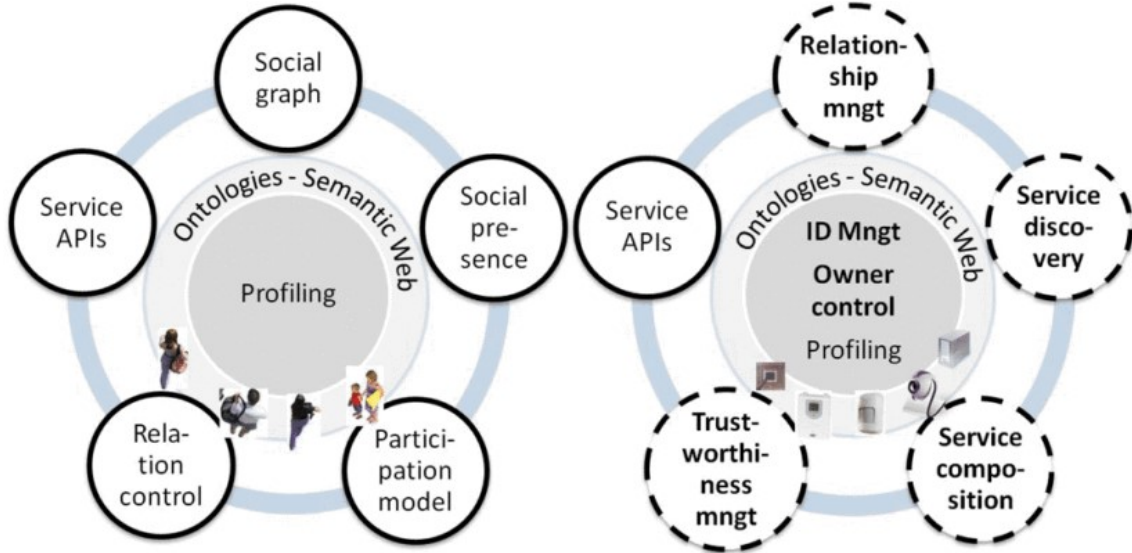 Social
graph
Service
APIs
Ontologies - Semantic Web
Social
pre-
sence
Profiling
Rela-
tion
control
Partici-
pation
model
Relation-
ship
mngt
Service
APIs
Ontologies - Semantic Web
Service
disco-
very
ID Mngt
Owner
control
Profiling
Trust-
worthi-
ness
mngt
Service
compo-
sition